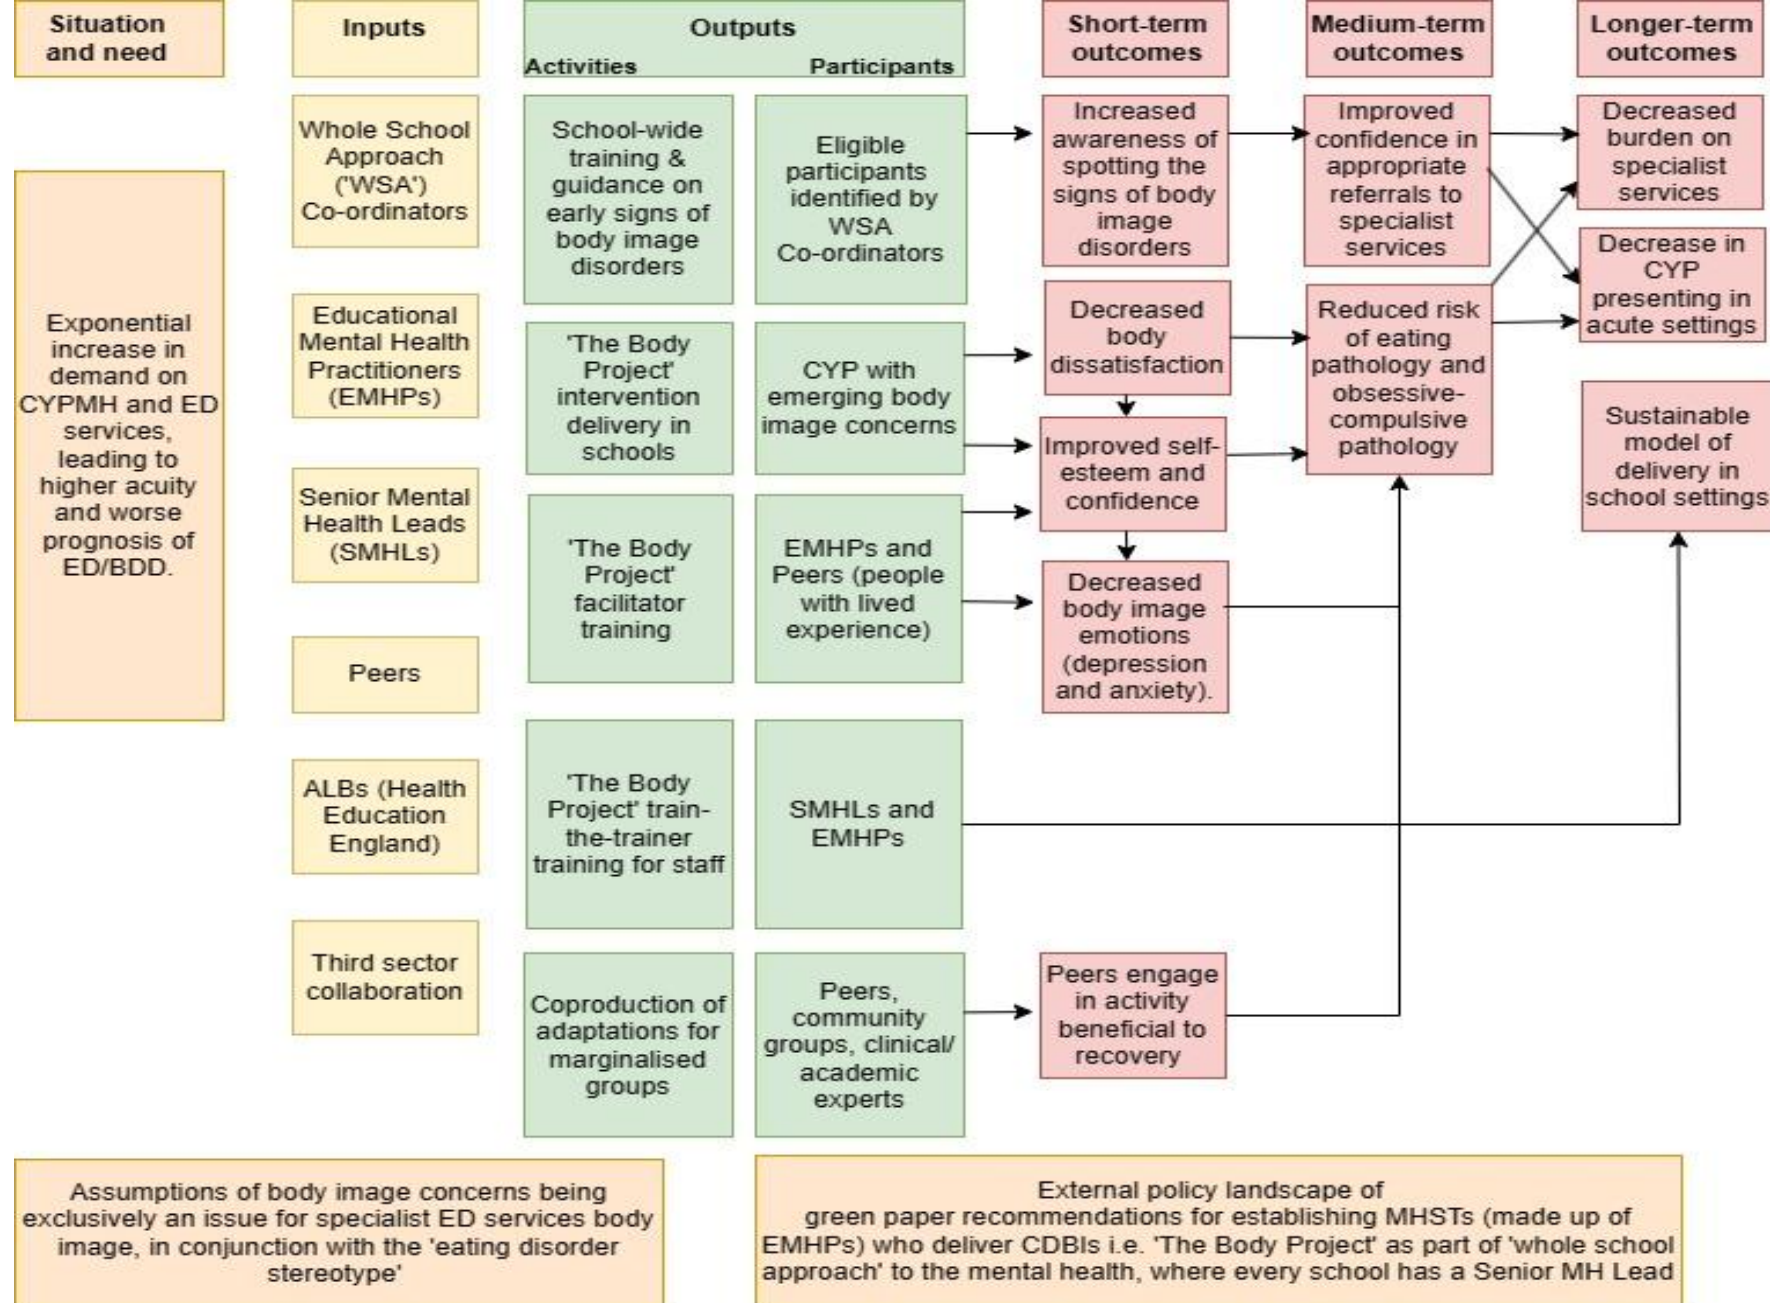 Situation
and need
Inputs
Outputs
Activities
Participants
Short-term
outcomes
Medium-term
outcomes
Longer-term
outcomes
Exponential
increase in
demand on
CYPMH and ED
services,
leading to
higher acuity
and worse
prognosis of
ED/BDD.
Whole School
Approach
('WSA')
Co-ordinators
Educational
Mental Health
Practitioners
(EMHPs)
Senior Mental
Health Leads
(SMHLs)
Peers
ALBs (Health
Education
England)
Third sector
collaboration
School-wide
training &
guidance on
early signs of
body image
disorders
Eligible
participants
identified by
WSA
Co-ordinators
'The Body
Project'
intervention
delivery in
schools
CYP with
emerging body
image concerns
'The Body
Project'
facilitator
training
EMHPs and
Peers (people
with lived
experience)
'The Body
Project' train-
the-trainer
training for staff
SMHLs and
EMHPs
Coproduction of
adaptations for
marginalised
groups
Peers,
community
groups, clinical/
academic
experts
Increased
awareness of
spotting the
signs of body
image
disorders
Decreased
body
dissatisfaction
Improved self-
esteem and
confidence
Decreased
body image
emotions
(depression
and anxiety).
Peers engage
in activity
beneficial to
recovery
Improved
confidence in
appropriate
referrals to
specialist
services
Reduced risk
of eating
pathology and
obsessive-
compulsive
pathology
Decreased
burden on
specialist
services
Decrease in
CYP
presenting in
acute settings
Sustainable
model of
delivery in
school settings
Assumptions of body image concerns being
exclusively an issue for specialist ED services body
image, in conjunction with the 'eating disorder
stereotype'
External policy landscape of
green paper recommendations for establishing MHSTs (made up of
EMHPs) who deliver CDBIs i.e. 'The Body Project' as part of 'whole school
approach' to the mental health, where every school has a Senior MH Lead